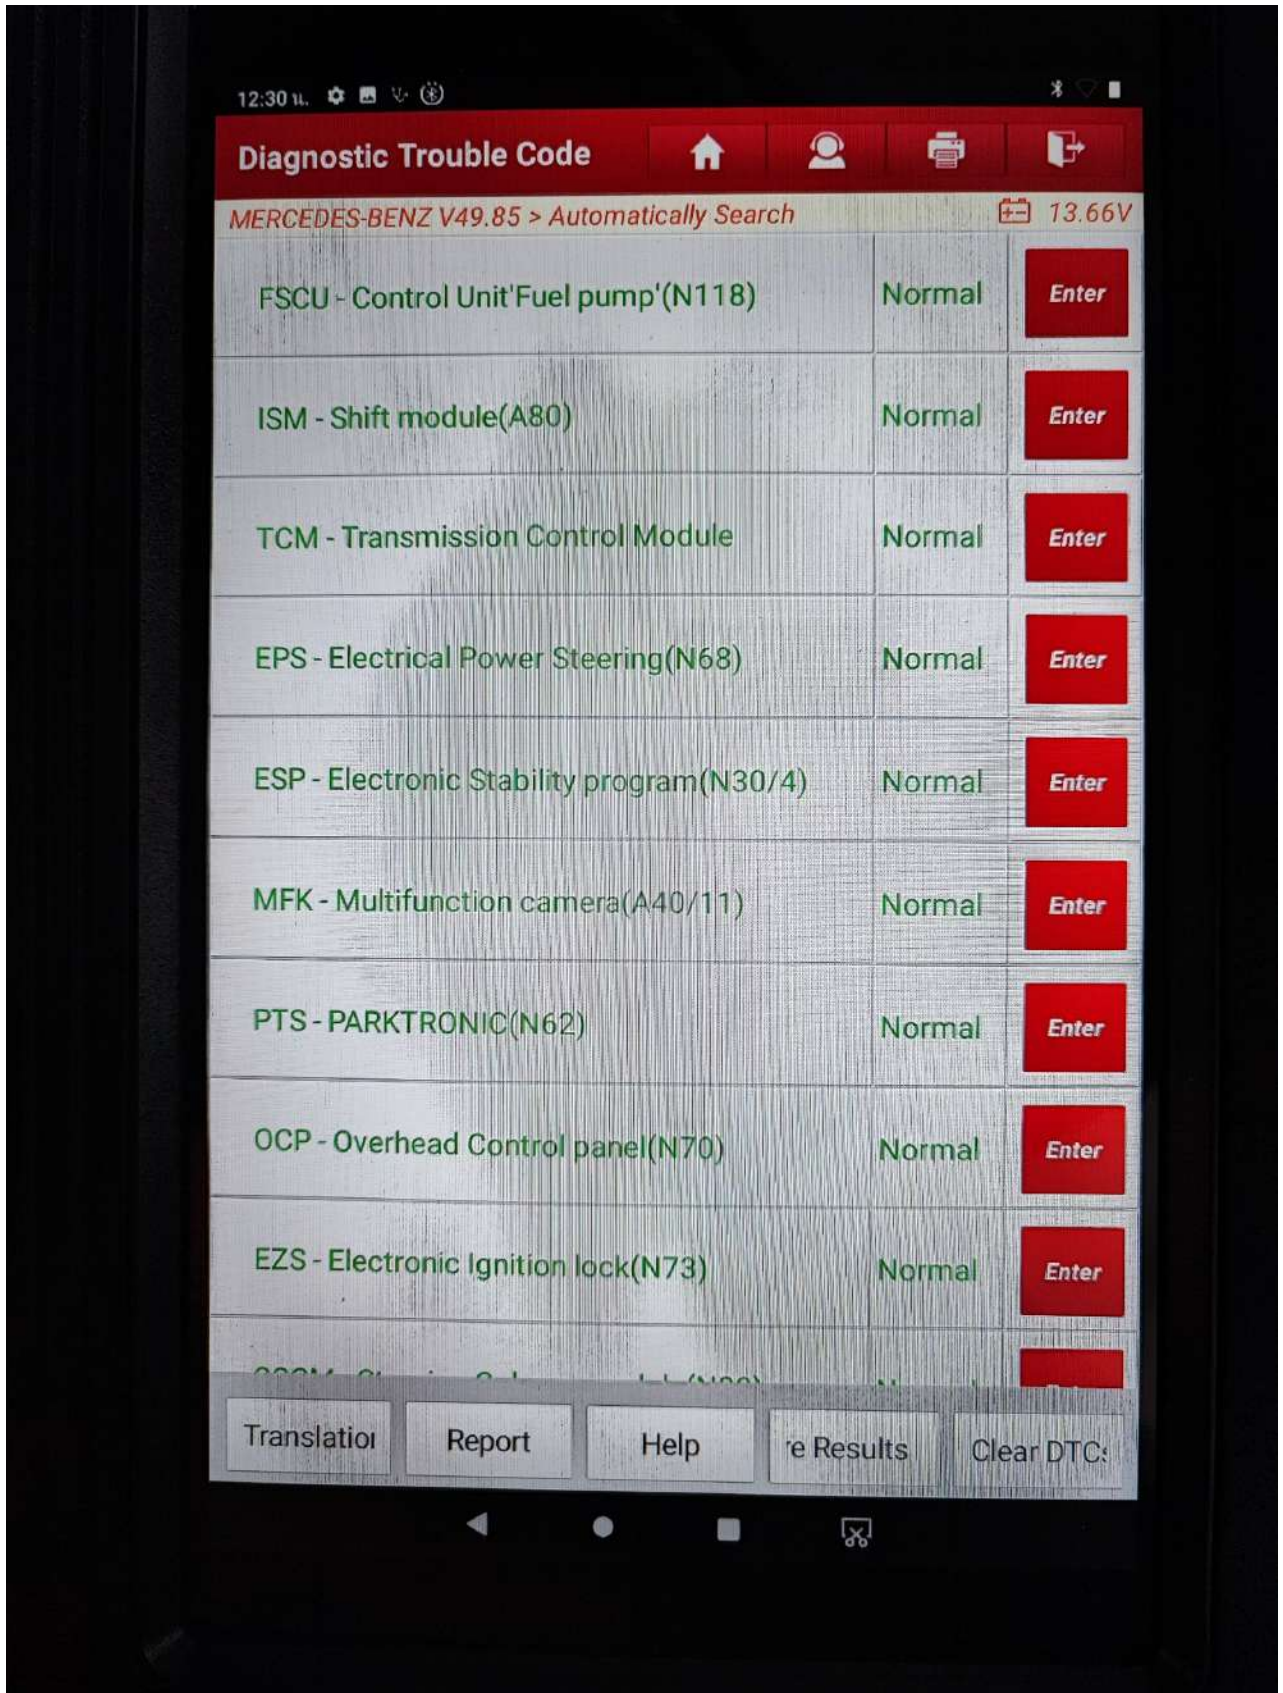 12:30 น.
Diagnostic Trouble Code
MERCEDES-BENZ V49.85 > Automatically Search 13.66V
FSCU - Control Unit'Fuel pump'(N118) Normal Enter
ISM - Shift module(A80) Normal Enter
TCM - Transmission Control Module Normal Enter
EPS - Electrical Power Steering(N68) Normal Enter
ESP - Electronic Stability program(N30/4) Normal Enter
MFK - Multifunction camera(A40/11) Normal Enter
PTS - PARKTRONIC(N62) Normal Enter
OCP - Overhead Control panel(N70) Normal Enter
EZS - Electronic Ignition lock(N73) Normal Enter
Translation Report Help e Results Clear DTCs